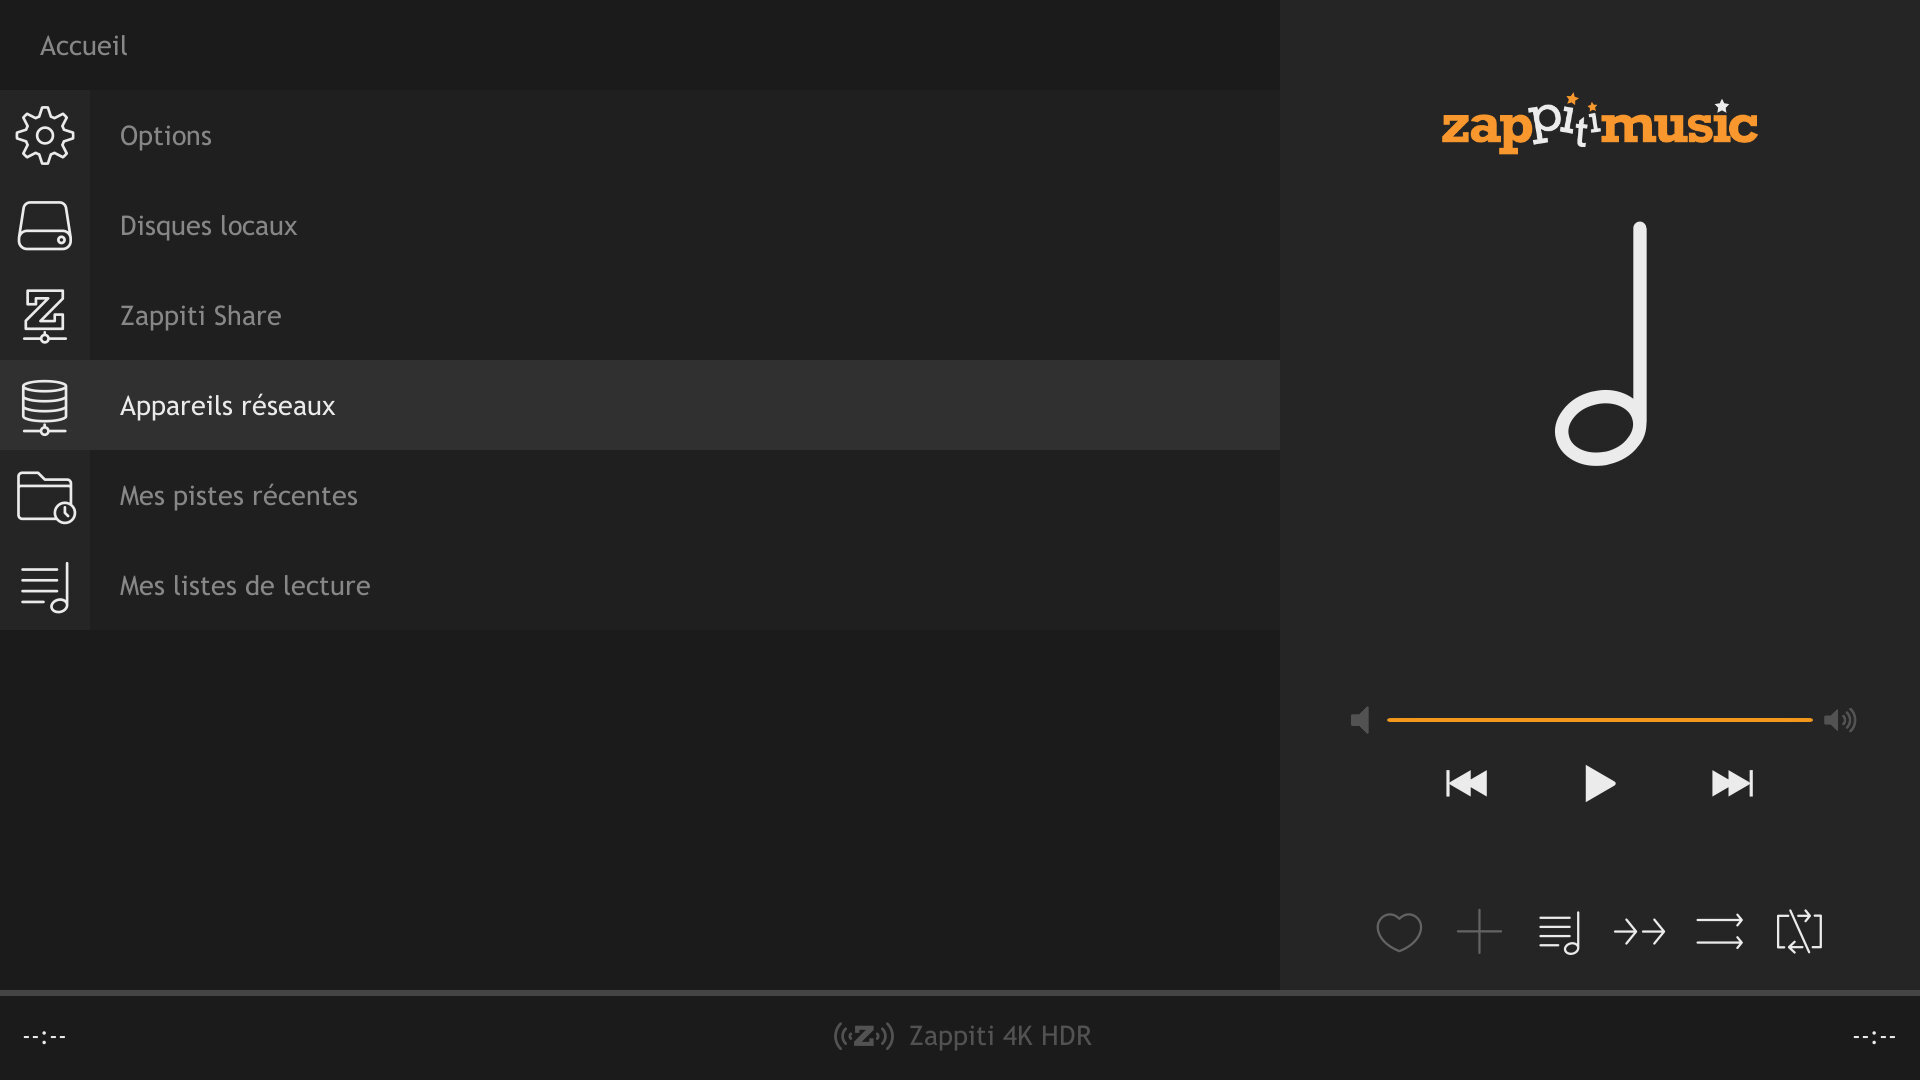 Accueil
Options
Disques locaux
Zappiti Share
Appareils réseaux
Mes pistes récentes
Mes listes de lecture
zappitimusic
--:--
Z Zappiti 4K HDR
--:--